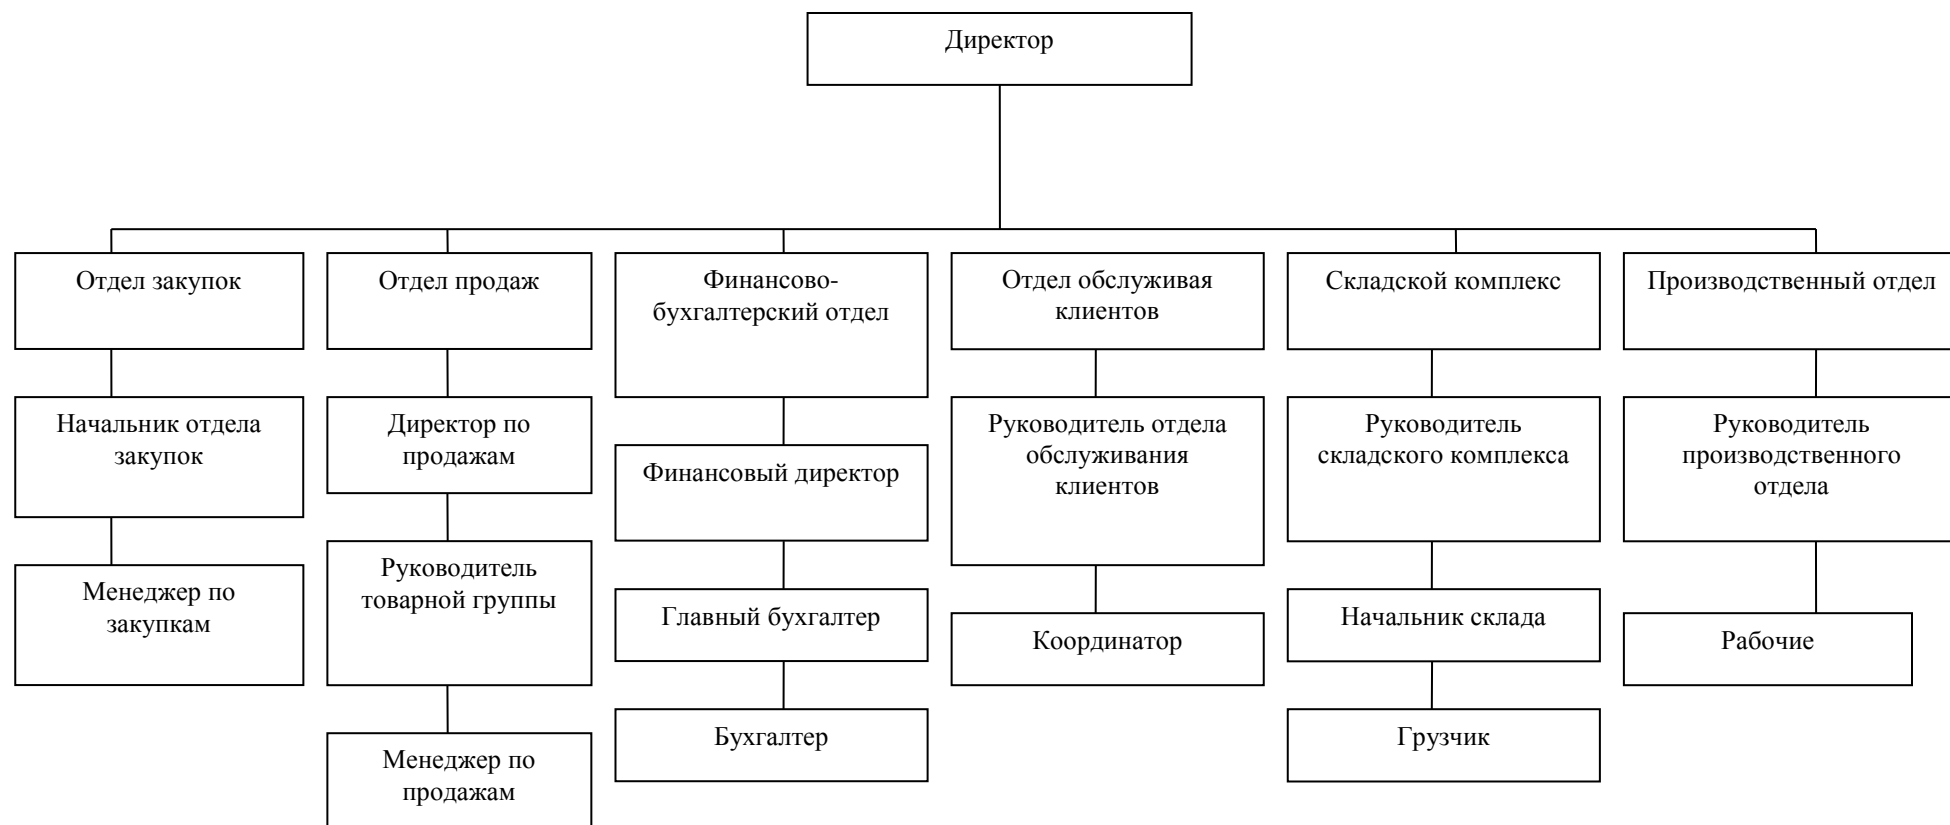 Директор
Отдел закупок
Отдел продаж
Финансово-
бухгалтерский отдел
Отдел обслуживая
клиентов
Складской комплекс
Производственный отдел
Начальник отдела
закупок
Директор по
продажам
Финансовый директор
Руководитель отдела
обслуживания
клиентов
Руководитель
складского комплекса
Руководитель
производственного
отдела
Менеджер по
закупкам
Руководитель
товарной группы
Главный бухгалтер
Координатор
Начальник склада
Рабочие
Менеджер по
продажам
Бухгалтер
Грузчик